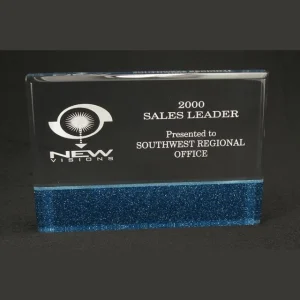 NEW
VISIONS
2000
SALES LEADER
Presented to
SOUTHWEST REGIONAL
OFFICE